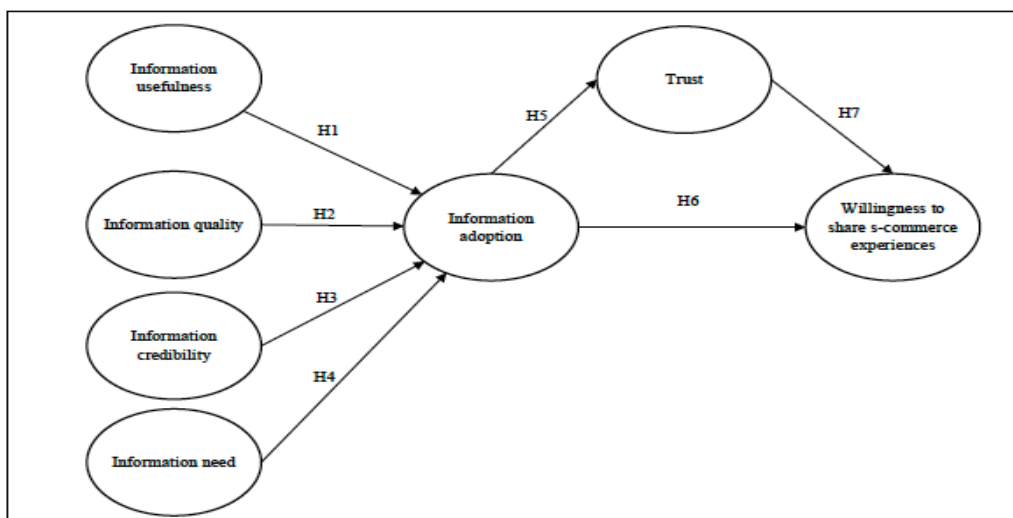 Information
usefulness
H1
Information quality
H2
Information
credibility
H3
Information need
H4
Information
adoption
H5
Trust
H6
H7
Willingness to
share s-commerce
experiences